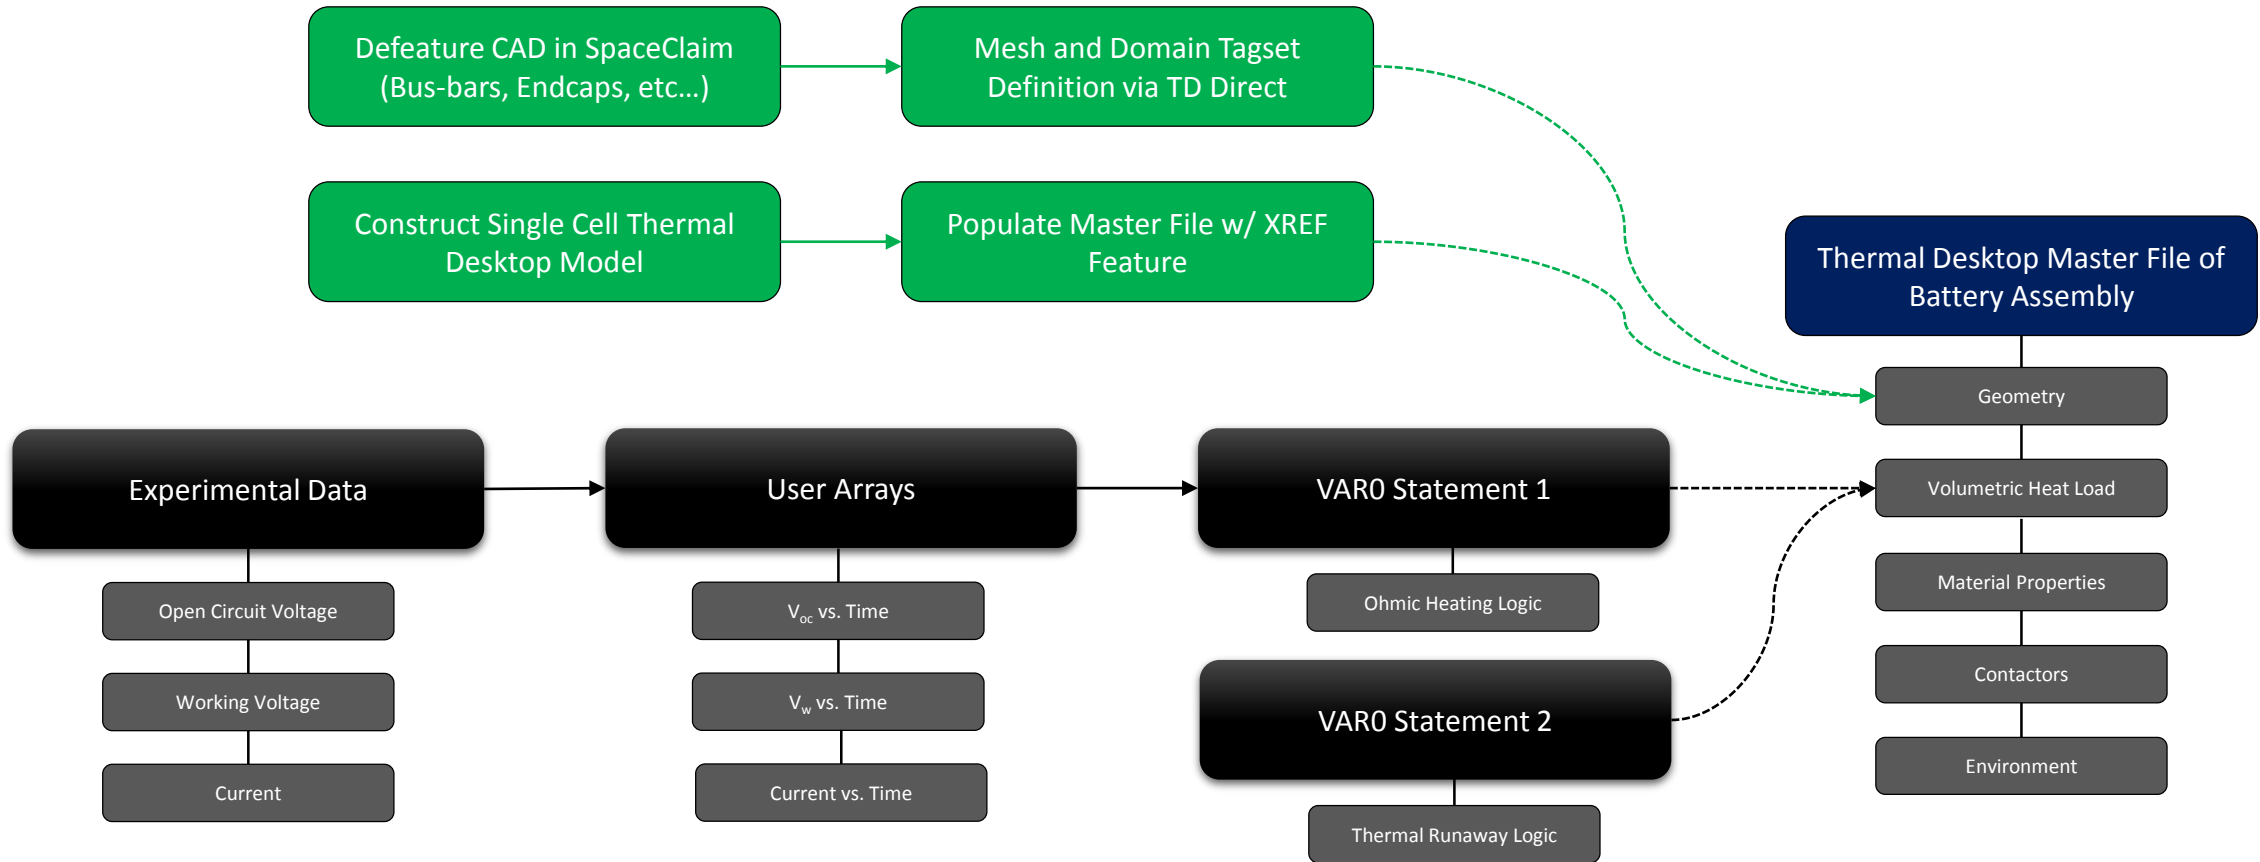 Defeature CAD in SpaceClaim
(Bus-bars, Endcaps, etc…)
Mesh and Domain Tagset
Definition via TD Direct
Construct Single Cell Thermal
Desktop Model
Populate Master File w/ XREF
Feature
Thermal Desktop Master File of
Battery Assembly
Geometry
Volumetric Heat Load
Material Properties
Contactors
Environment
Experimental Data
Open Circuit Voltage
Working Voltage
Current
User Arrays
Voc vs. Time
Vw vs. Time
Current vs. Time
VAR0 Statement 1
Ohmic Heating Logic
VAR0 Statement 2
Thermal Runaway Logic